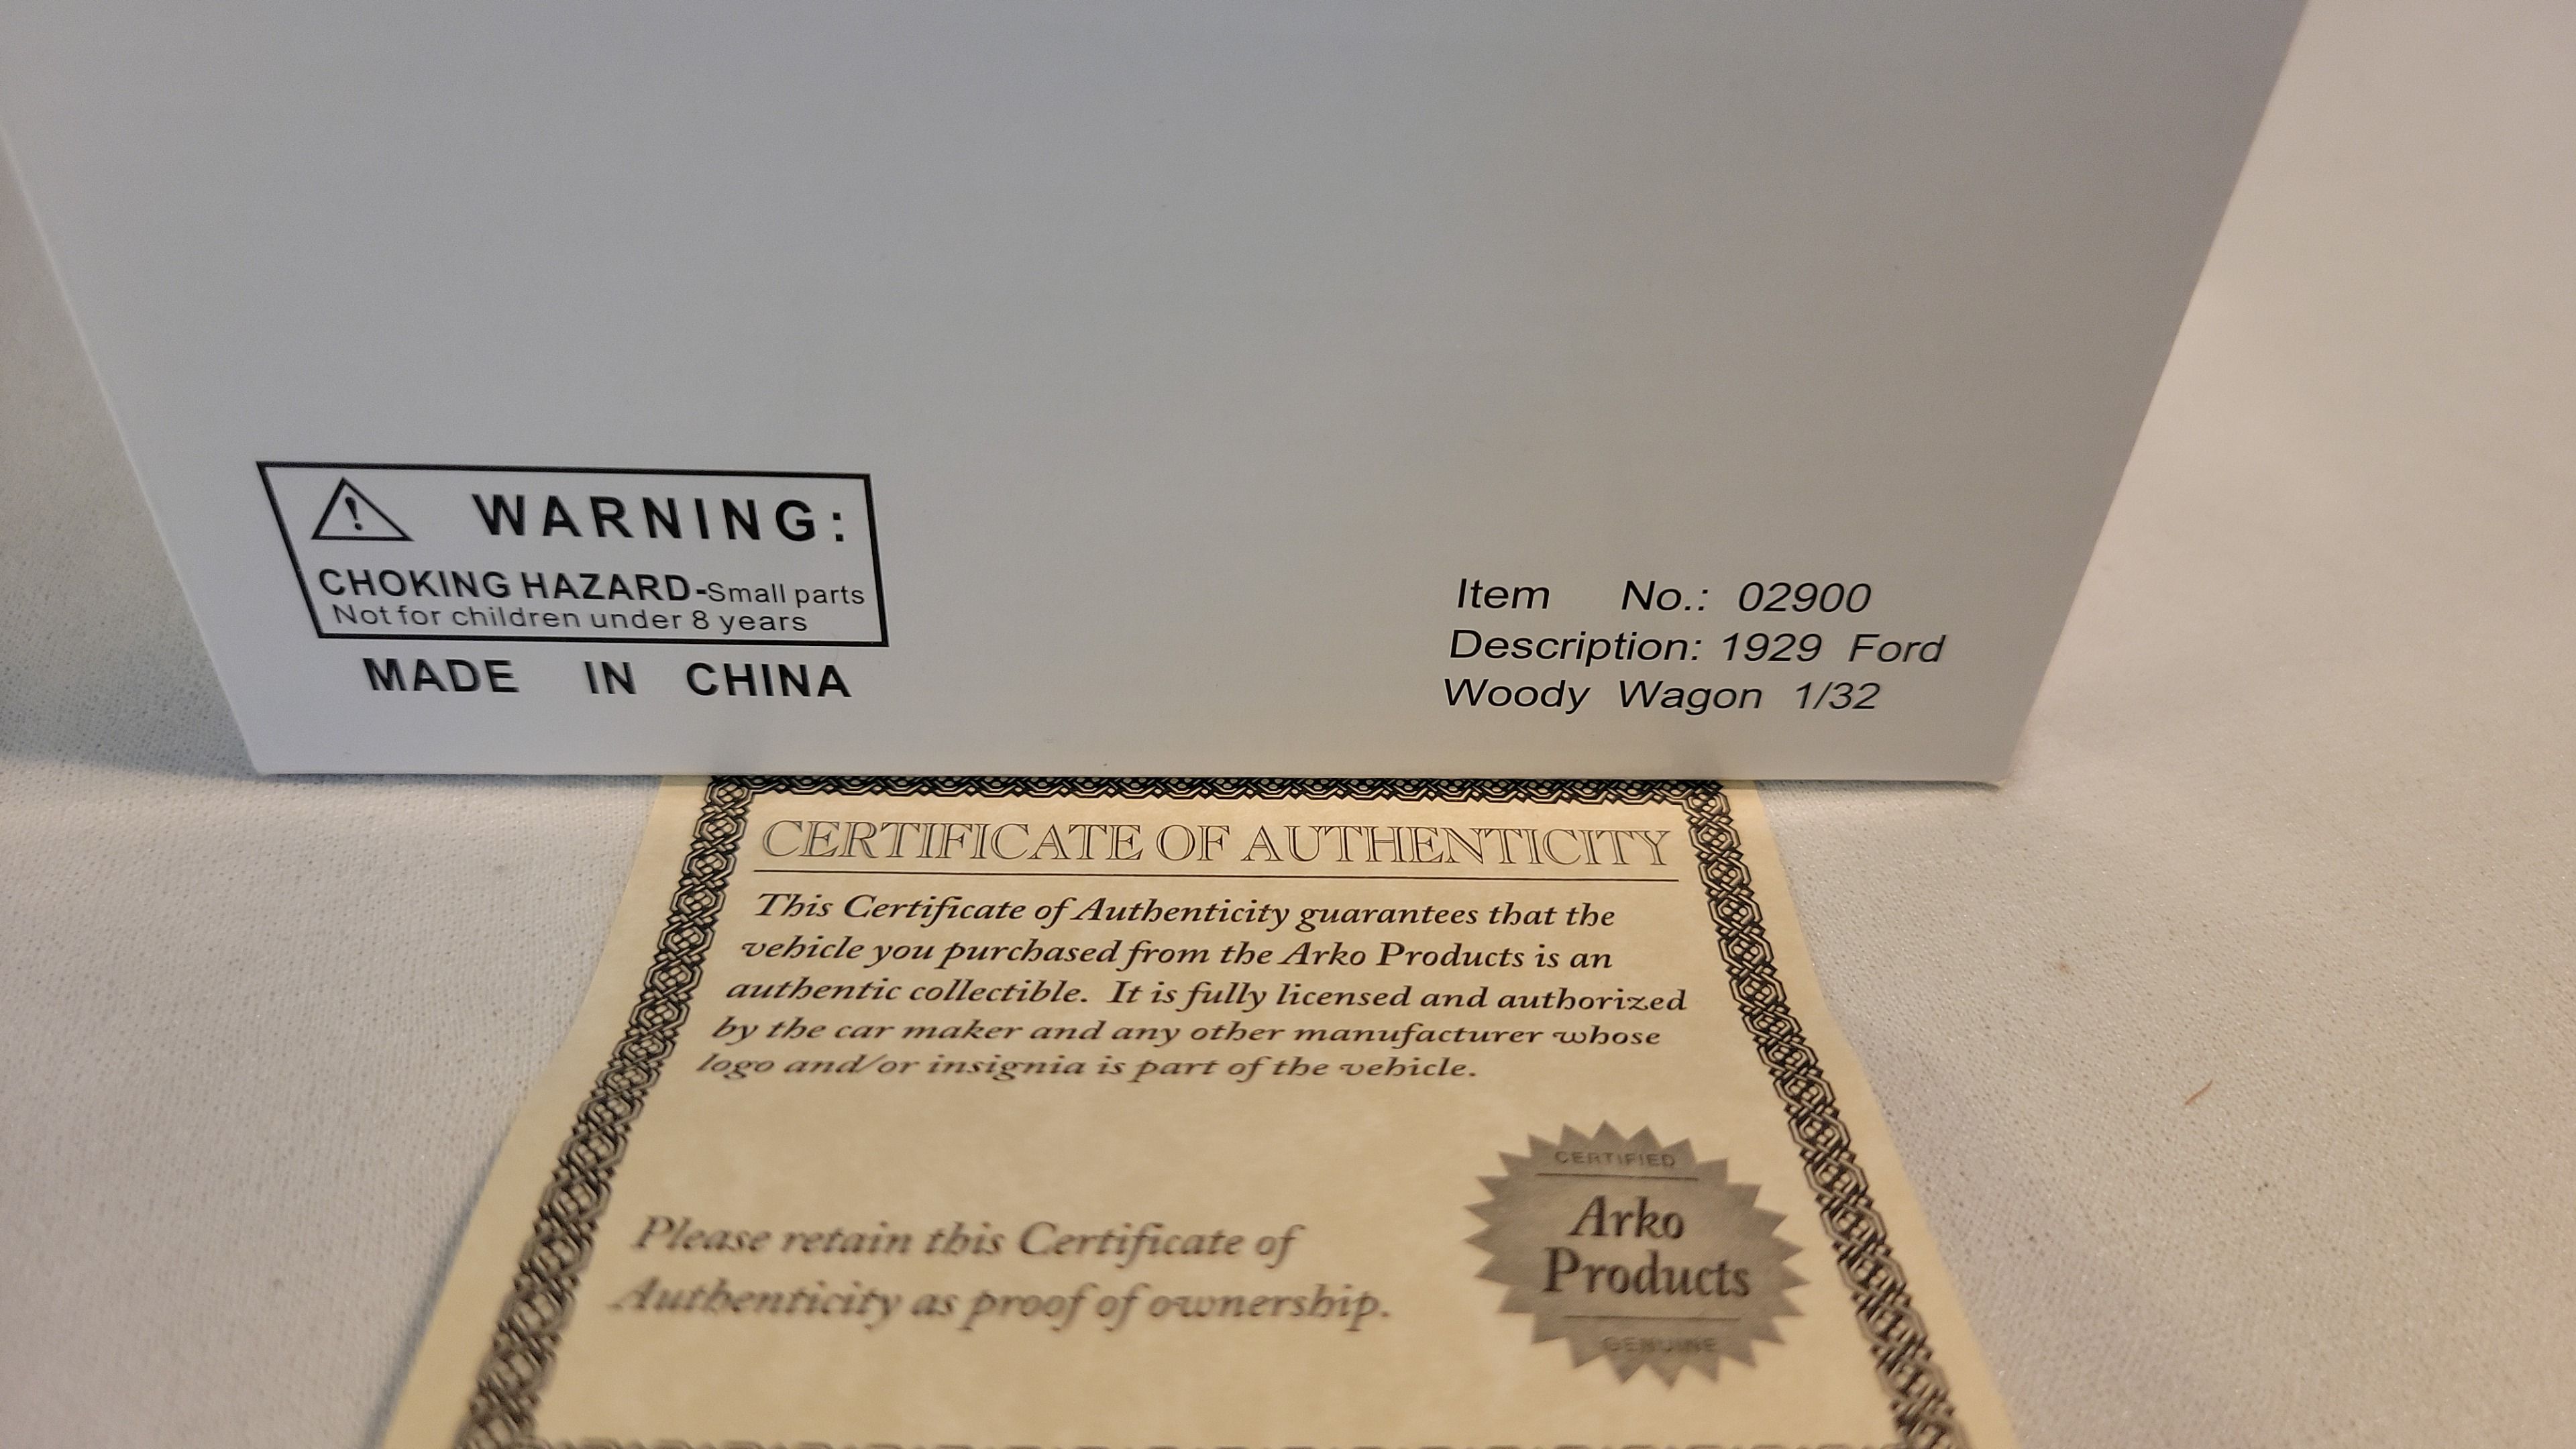 WARNING:
CHOKING HAZARD-Small parts
Not for children under 8 years
MADE IN CHINA
Item No.: 02900
Description: 1929 Ford
Woody Wagon 1/32
CERTIFICATE OF AUTHENTICITY
This Certificate of Authenticity guarantees that the
vehicle you purchased from the Arko Products is an
authentic collectible. It is fully licensed and authorized
by the car maker and any other manufacturer whose
logo and/or insignia is part of the vehicle.
Please retain this Certificate of
Authenticity as proof of ownership.
CERTIFIED
Arko
Products
GENUINE